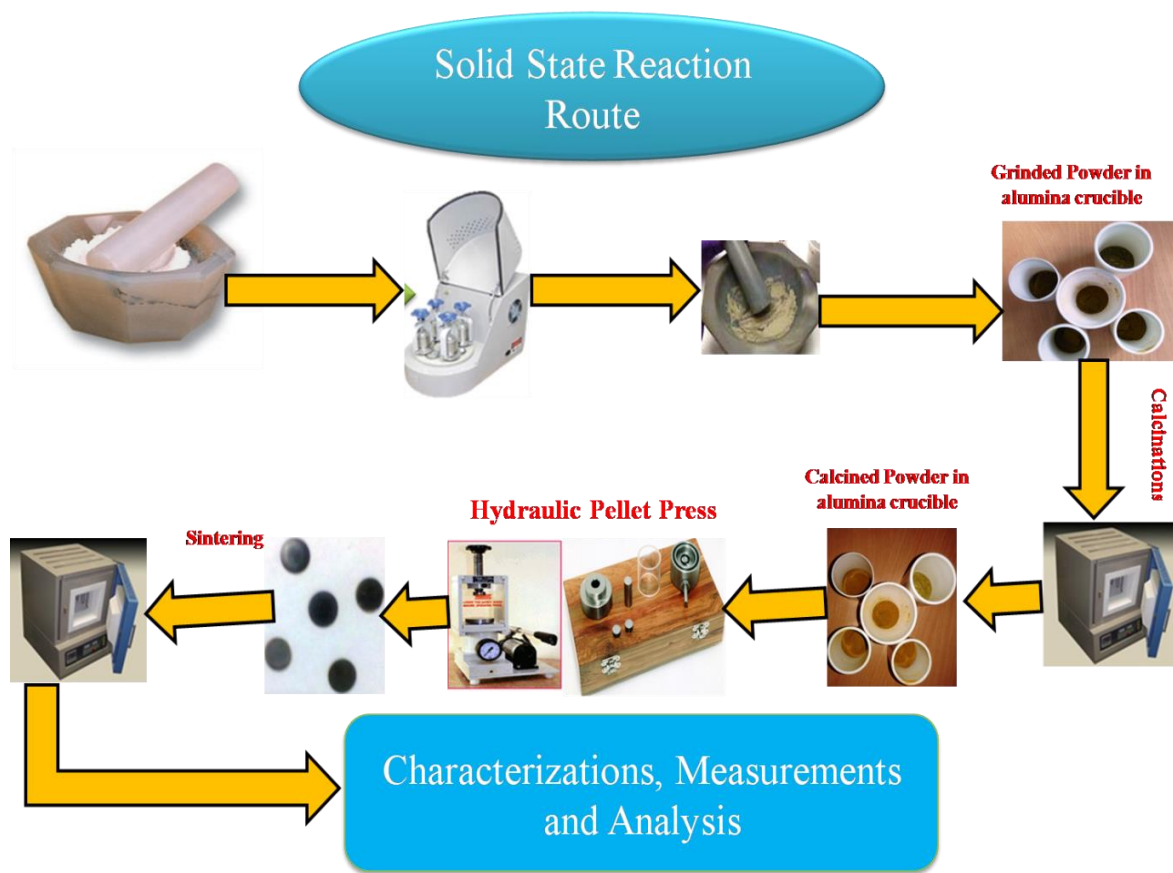 Solid State Reaction
Route
Grinded Powder in
alumina crucible
Calcinations
Calcined Powder in
alumina crucible
Hydraulic Pellet Press
Sintering
Characterizations, Measurements
and Analysis